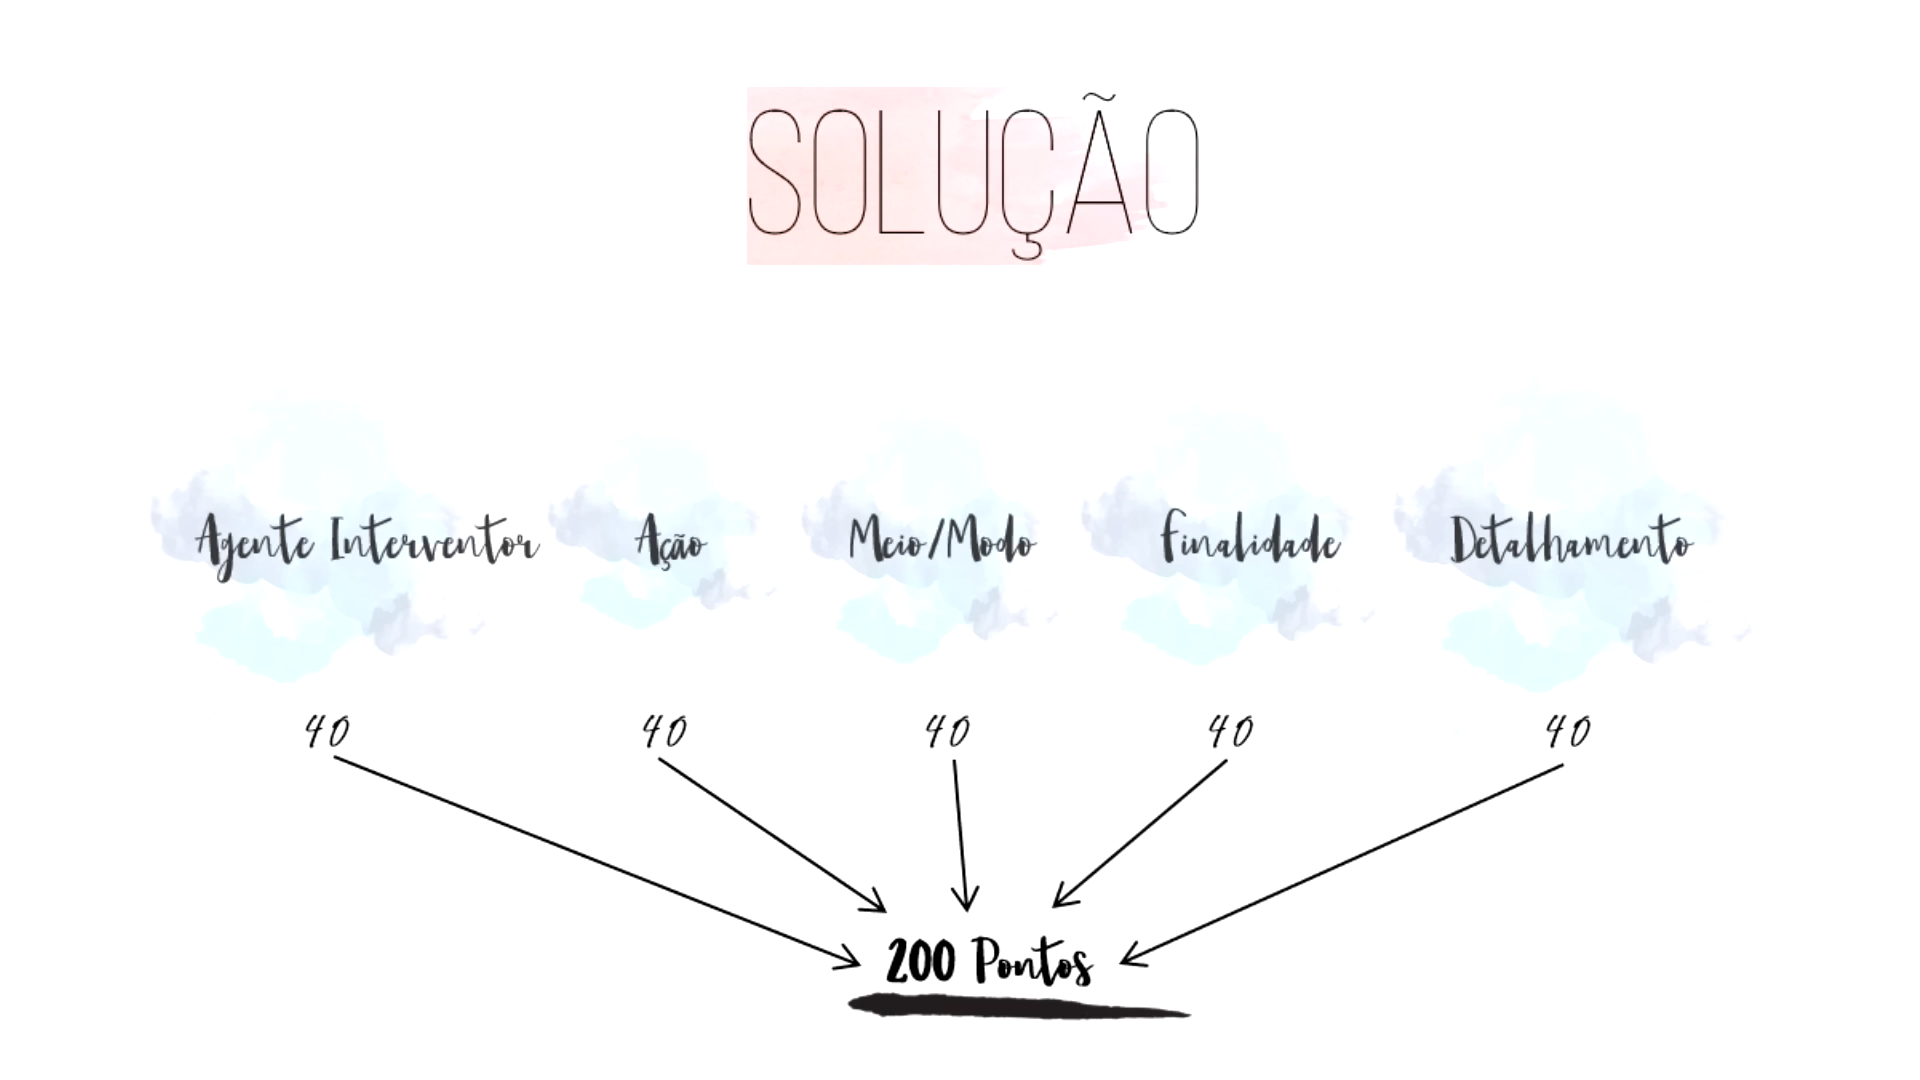 SOLUÇÃO
Agente Interventor Ação Meio/Modo Finalidade Detalhamento
40 40 40 40 40
200 Pontos